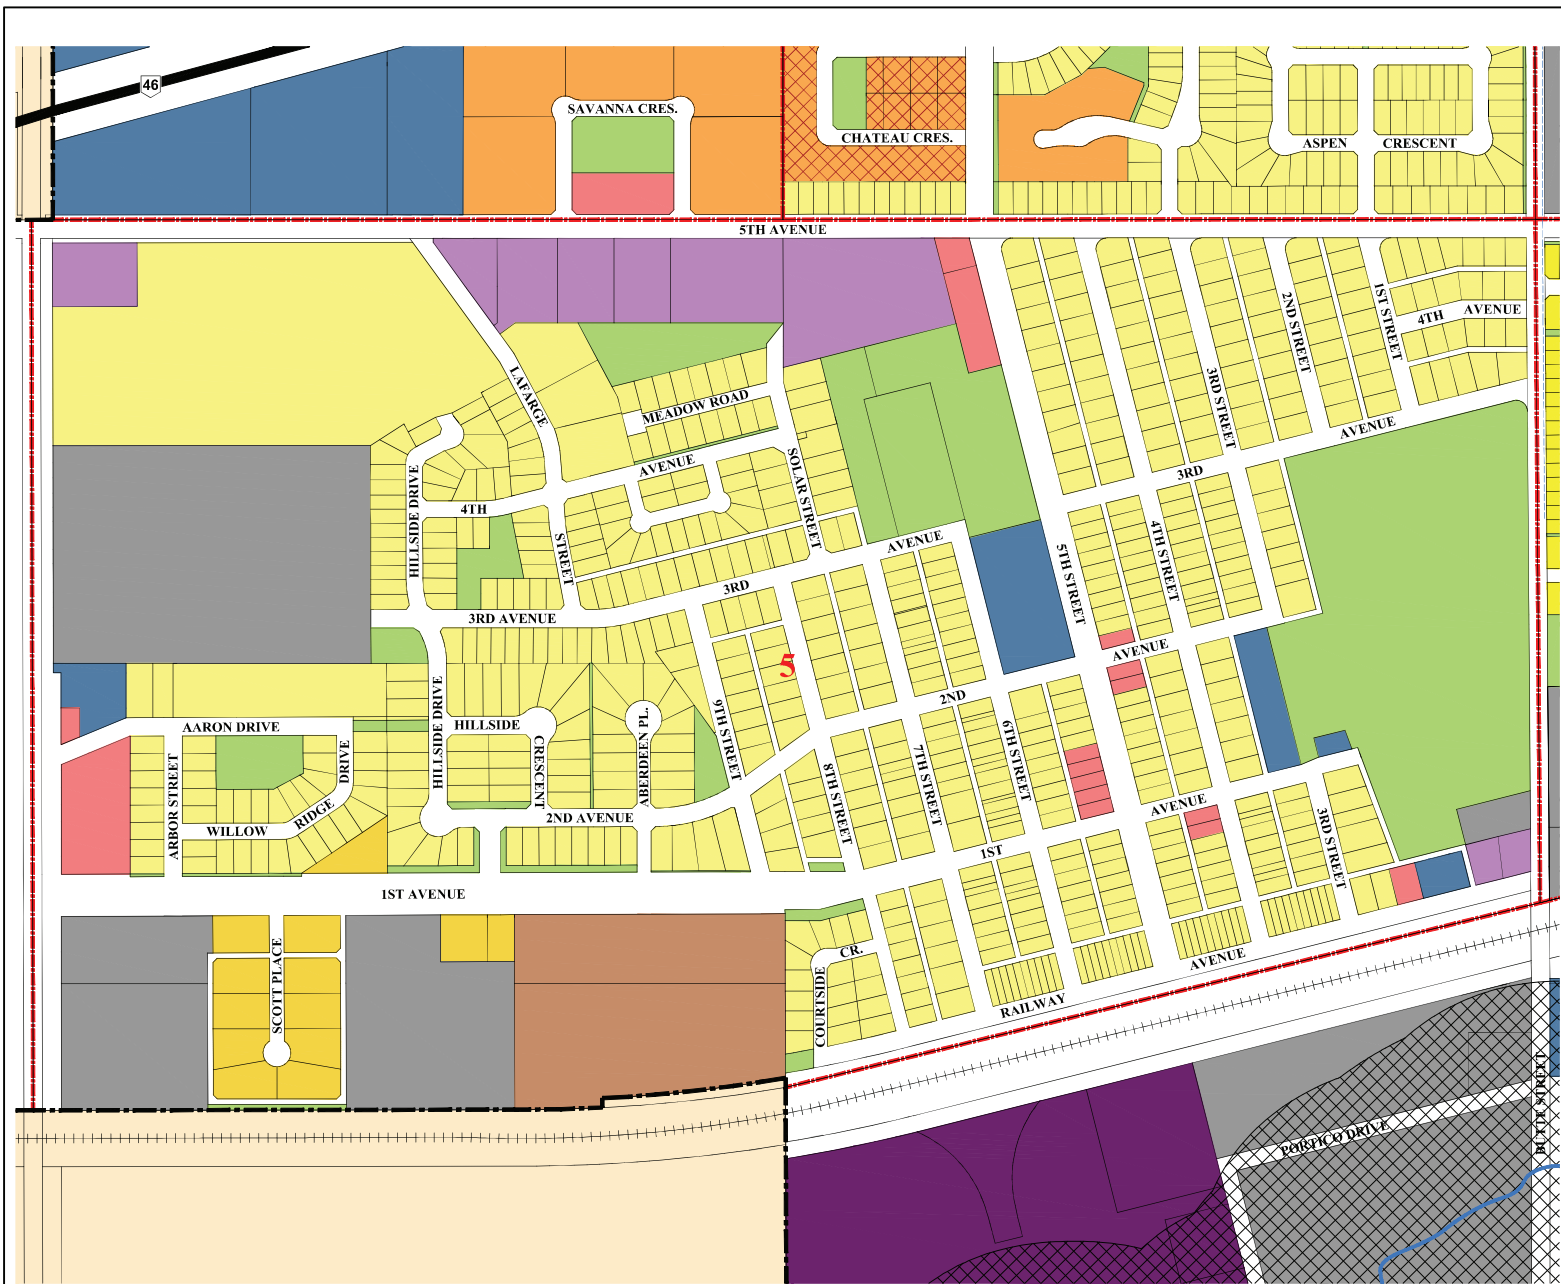 46
SAVANNA CRES.
CHATEAU CRES.
ASPEN
CRESCENT
5TH AVENUE
2ND STREET
1ST STREET
4TH
AVENUE
LAFARGE
MEADOW ROAD
3RD STREET
AVENUE
3RD
AVENUE
SOLAR STREET
HILLSIDE DRIVE
4TH
STREET
AVENUE
3RD
5TH STREET
4TH STREET
3RD AVENUE
5
AVENUE
2ND
HILLSIDE DRIVE
AARON DRIVE
HILLSIDE
CRESCENT
ABERDEEN PL.
9TH STREET
6TH STREET
7TH STREET
8TH STREET
ARBOR STREET
DRIVE
RIDGE
WILLOW
2ND AVENUE
AVENUE
1ST
3RD STREET
1ST AVENUE
SCOTT PLACE
CR.
COURTSIDE
AVENUE
RAILWAY
PORTICO DRIVE
BUTTE STREET